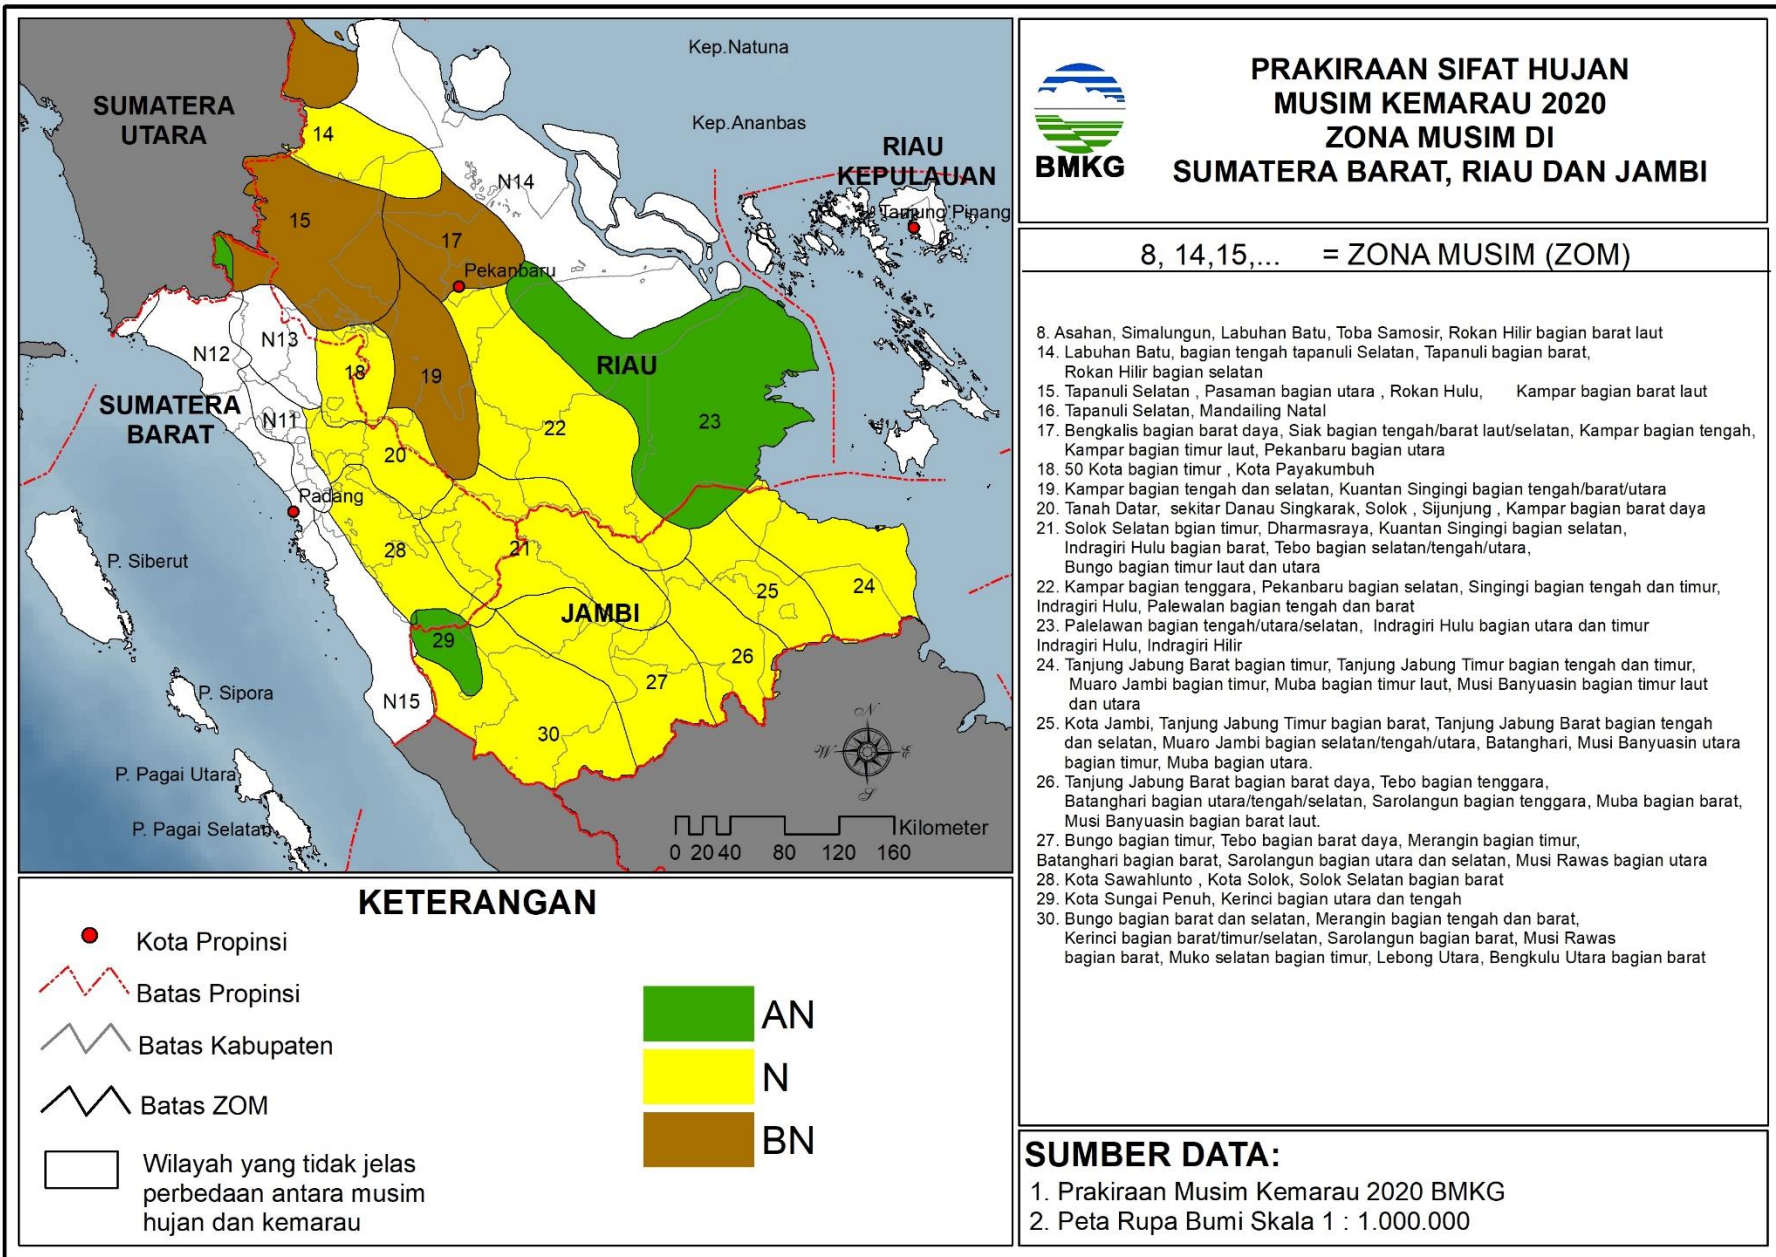 SUMATERA
UTARA
Kep.Natuna
Kep.Ananbas
RIAU
KEPULAUAN
Tanjung Pinang
14
N14
15
17
Pekanbaru
N13
N12
18
19
RIAU
SUMATERA
BARAT
N11
22
23
20
Padang
28
21
25
24
P. Siberut
JAMBI
29
26
27
P. Sipora
N15
30
N
W
E
S
P. Pagai Utara
P. Pagai Selatan
Kilometer
0 20 40 80 120 160
BMKG
PRAKIRAAN SIFAT HUJAN
MUSIM KEMARAU 2020
ZONA MUSIM DI
SUMATERA BARAT, RIAU DAN JAMBI
8, 14,15,... = ZONA MUSIM (ZOM)
8. Asahan, Simalungun, Labuhan Batu, Toba Samosir, Rokan Hilir bagian barat laut
14. Labuhan Batu, bagian tengah tapanuli Selatan, Tapanuli bagian barat,
Rokan Hilir bagian selatan
15. Tapanuli Selatan , Pasaman bagian utara , Rokan Hulu, Kampar bagian barat laut
16. Tapanuli Selatan, Mandailing Natal
17. Bengkalis bagian barat daya, Siak bagian tengah/barat laut/selatan, Kampar bagian tengah,
Kampar bagian timur laut, Pekanbaru bagian utara
18. 50 Kota bagian timur , Kota Payakumbuh
19. Kampar bagian tengah dan selatan, Kuantan Singingi bagian tengah/barat/utara
20. Tanah Datar, sekitar Danau Singkarak, Solok , Sijunjung , Kampar bagian barat daya
21. Solok Selatan bgian timur, Dharmasraya, Kuantan Singingi bagian selatan,
Indragiri Hulu bagian barat, Tebo bagian selatan/tengah/utara,
Bungo bagian timur laut dan utara
22. Kampar bagian tenggara, Pekanbaru bagian selatan, Singingi bagian tengah dan timur,
Indragiri Hulu, Palewalan bagian tengah dan barat
23. Palelawan bagian tengah/utara/selatan, Indragiri Hulu bagian utara dan timur
Indragiri Hulu, Indragiri Hilir
24. Tanjung Jabung Barat bagian timur, Tanjung Jabung Timur bagian tengah dan timur,
Muaro Jambi bagian timur, Muba bagian timur laut, Musi Banyuasin bagian timur laut
dan utara
25. Kota Jambi, Tanjung Jabung Timur bagian barat, Tanjung Jabung Barat bagian tengah
dan selatan, Muaro Jambi bagian selatan/tengah/utara, Batanghari, Musi Banyuasin utara
bagian timur, Muba bagian utara.
26. Tanjung Jabung Barat bagian barat daya, Tebo bagian tenggara,
Batanghari bagian utara/tengah/selatan, Sarolangun bagian tenggara, Muba bagian barat,
Musi Banyuasin bagian barat laut.
27. Bungo bagian timur, Tebo bagian barat daya, Merangin bagian timur,
Batanghari bagian barat, Sarolangun bagian utara dan selatan, Musi Rawas bagian utara
28. Kota Sawahlunto , Kota Solok, Solok Selatan bagian barat
29. Kota Sungai Penuh, Kerinci bagian utara dan tengah
30. Bungo bagian barat dan selatan, Merangin bagian tengah dan barat,
Kerinci bagian barat/timur/selatan, Sarolangun bagian barat, Musi Rawas
bagian barat, Muko selatan bagian timur, Lebong Utara, Bengkulu Utara bagian barat
KETERANGAN
Kota Propinsi
Batas Propinsi
Batas Kabupaten
Batas ZOM
Wilayah yang tidak jelas
perbedaan antara musim
hujan dan kemarau
AN
N
BN
SUMBER DATA:
1. Prakiraan Musim Kemarau 2020 BMKG
2. Peta Rupa Bumi Skala 1 : 1.000.000